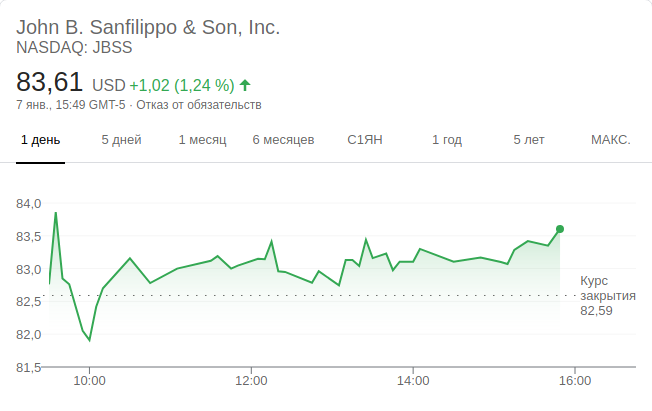 John B. Sanfilippo & Son, Inc.
NASDAQ: JBSS
83,61 USD +1,02 (1,24 %)
7 янв., 15:49 GMT-5 · Отказ от обязательств
1 день 5 дней 1 месяц 6 месяцев С1ЯН 1 год 5 лет МАКС.
84,0
83,5
83,0
82,5
82,0
81,5
Курс
закрытия
82,59
10:00 12:00 14:00 16:00